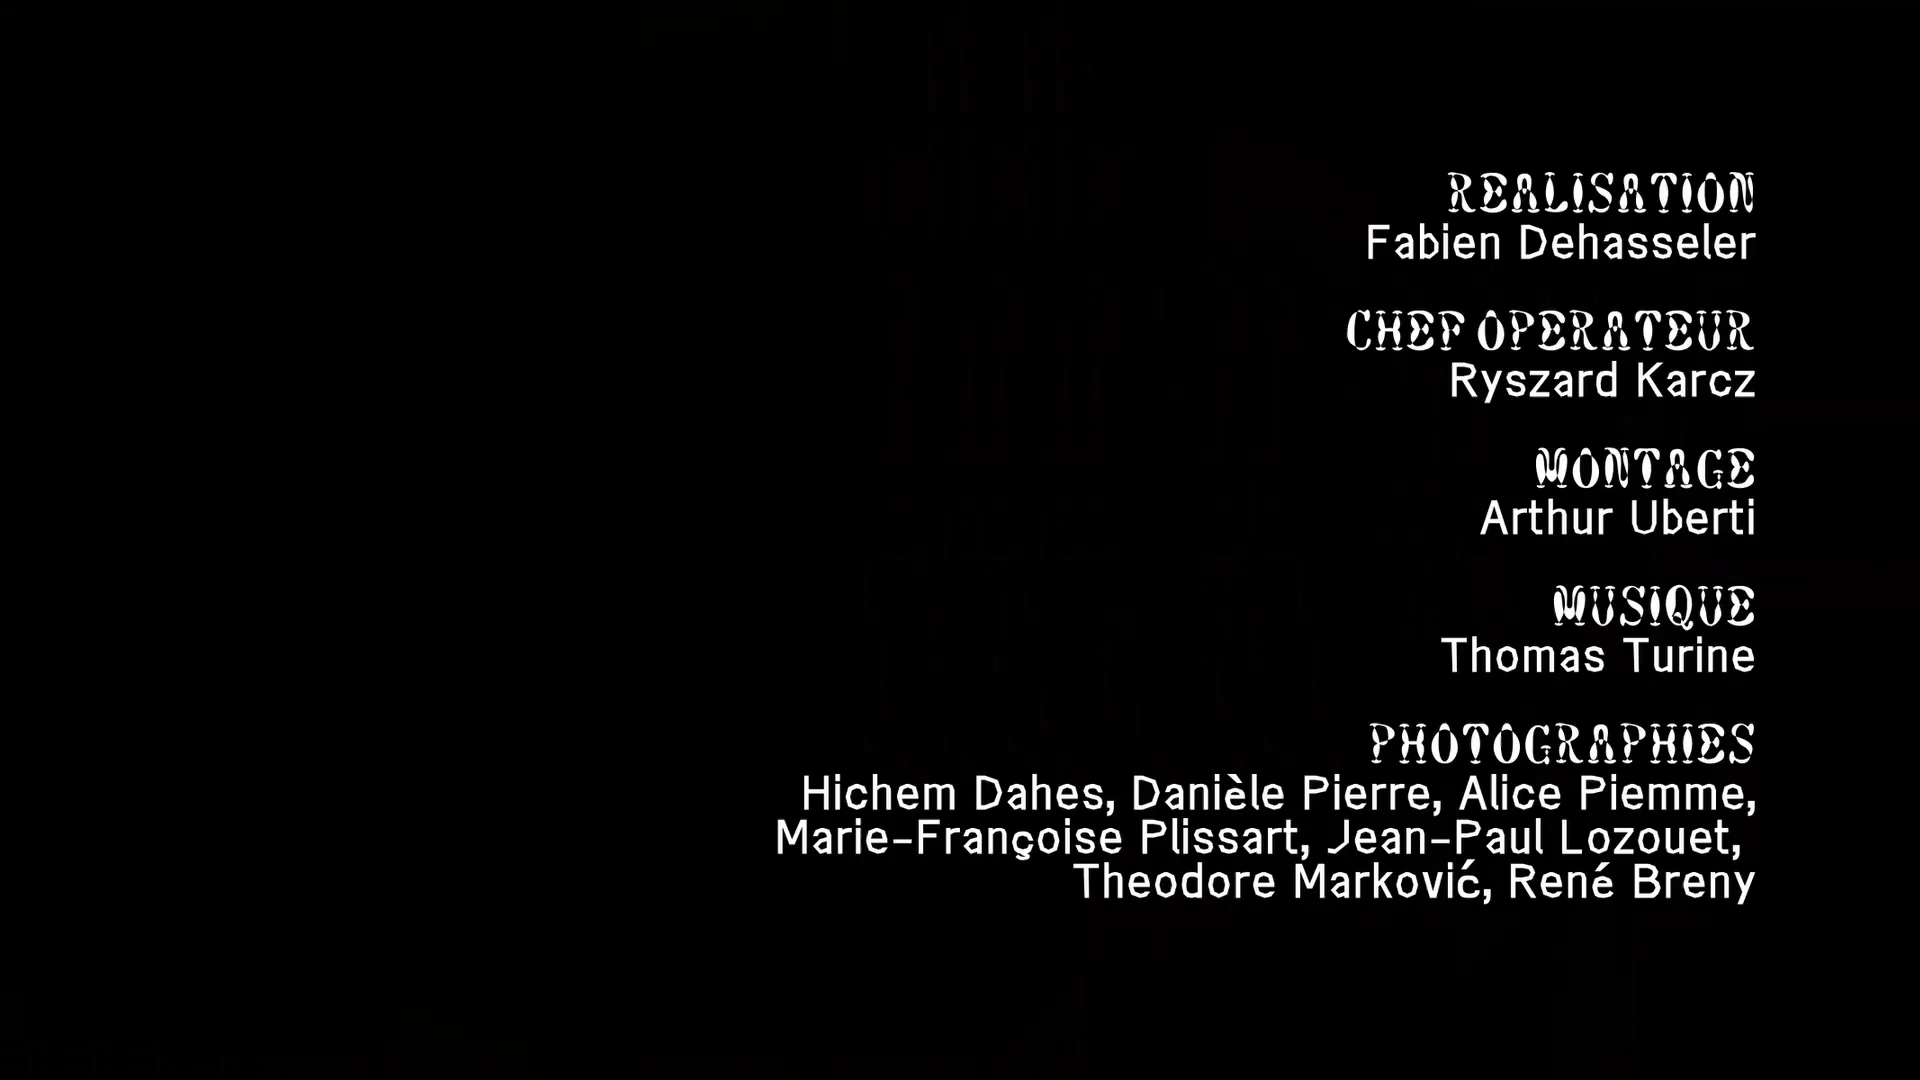 REALISATION
Fabien Dehasseler
CHEF OPERATEUR
Ryszard Karcz
MONTAGE
Arthur Uberti
MUSIQUE
Thomas Turine
PHOTOGRAPHIES
Hichem Dahes, Danièle Pierre, Alice Piemme,
Marie-Françoise Plissart, Jean-Paul Lozouet,
Theodore Marković, René Breny